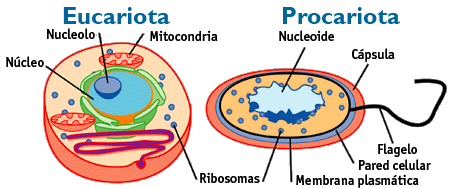 Eucariota
Nucleolo
Mitocondria
Núcleo
Procariota
Nucleoide
Cápsula
Ribosomas
Flagelo
Pared celular
Membrana plasmática